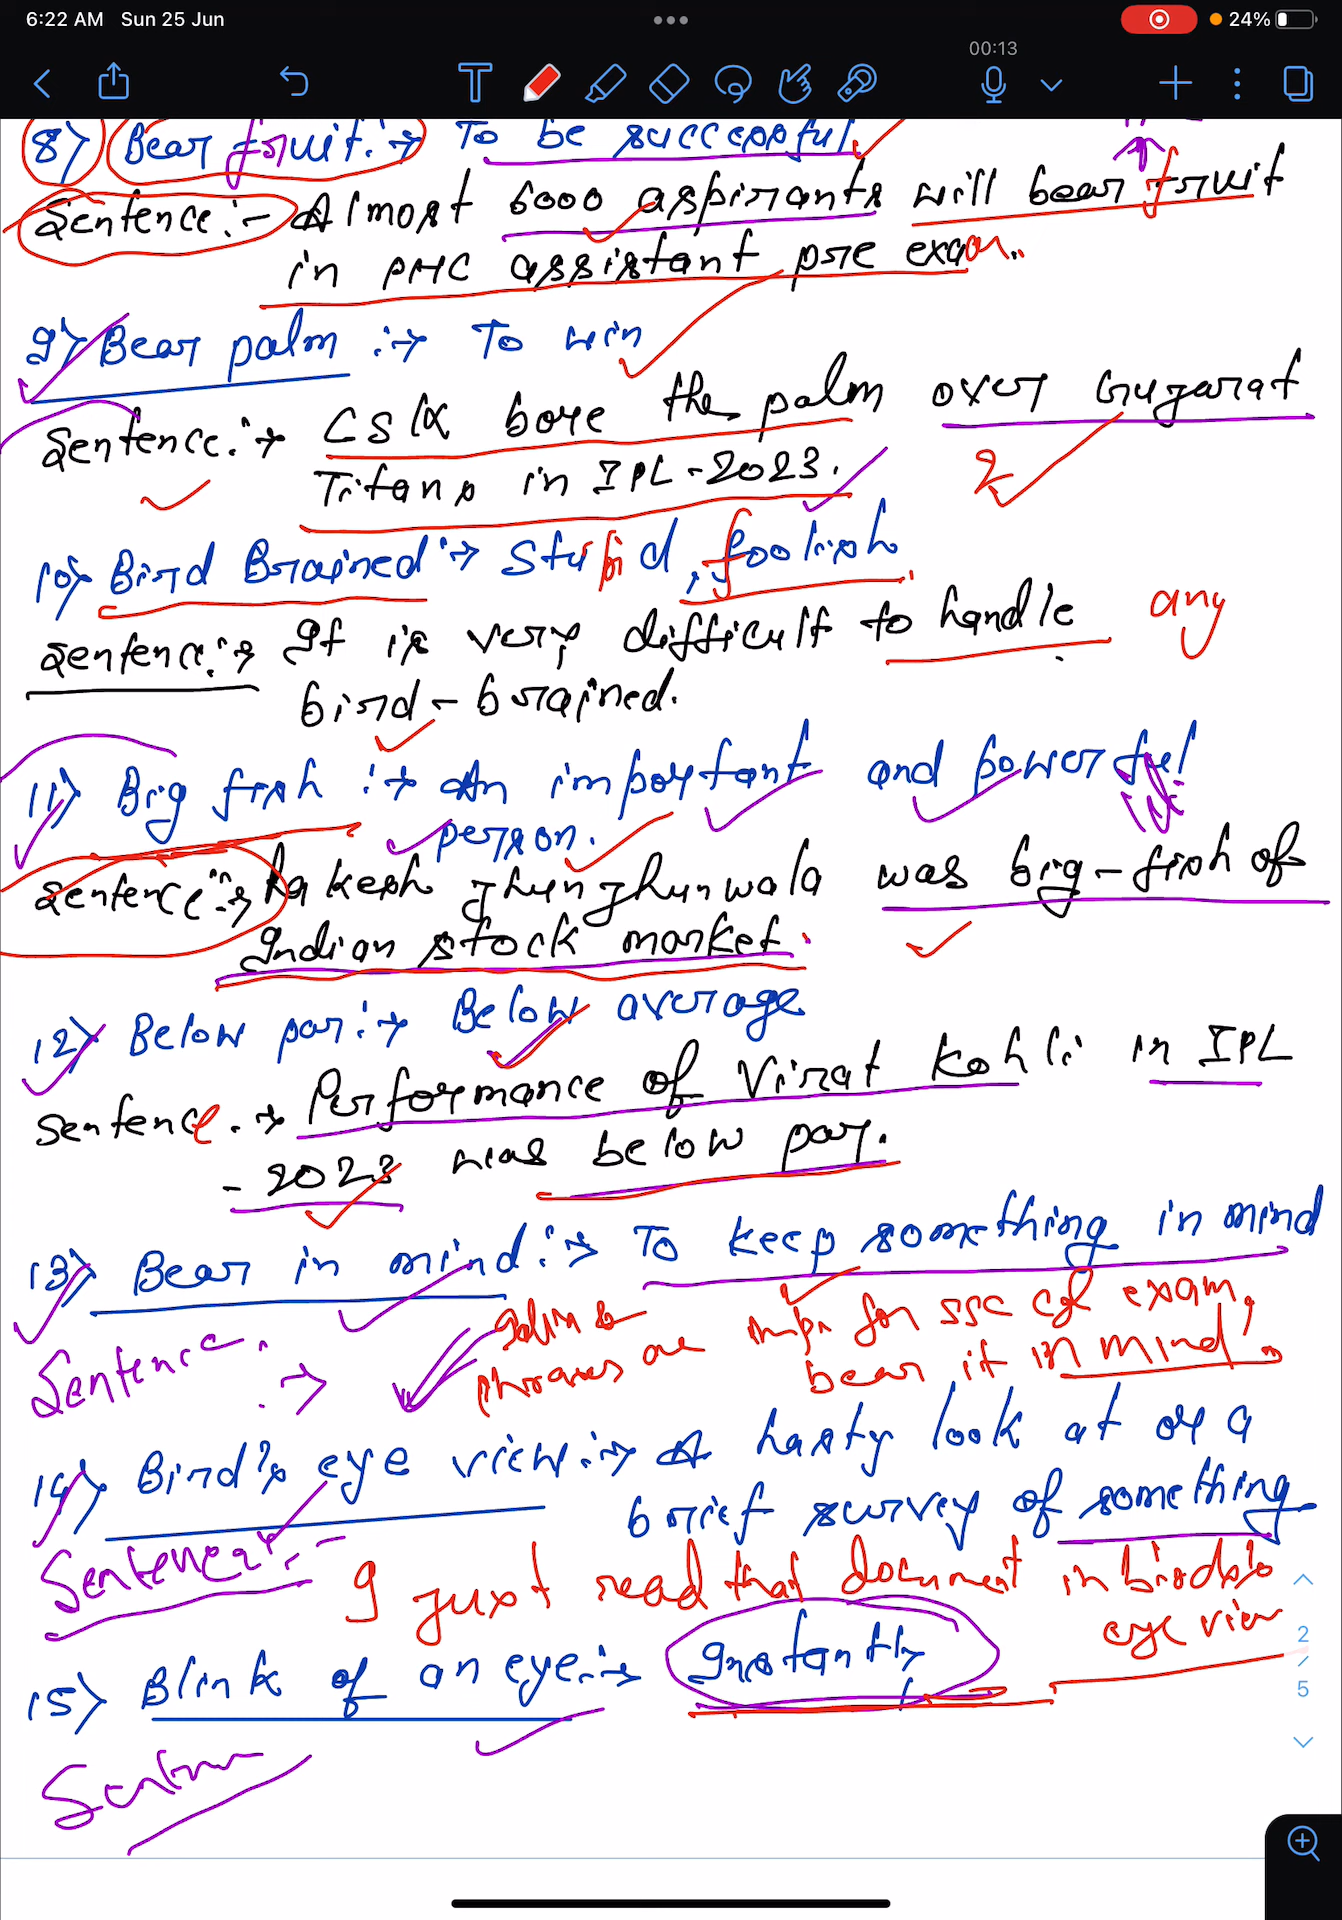 6:22 AM Sun 25 Jun
24%
00:13
8) Bear fruit :→ To be successful
Sentence :- Almost 6000 aspirants will bear fruit
in PHC assistant pre exam.
9) Bear palm :→ To win
Sentence :→ CSK bore the palm over Gujarat
Titans in IPL-2023.
2
10) Bird Brained :→ Stupid, foolish
Sentence :→ It is very difficult to handle any
bird-brained.
11) Big fish :→ An important and powerful
person.
Sentence :→ Rakesh Jhunjhunwala was big-fish of
Indian stock market.
12) Below par :→ Below average
Sentence :→ Performance of Virat Kohli in IPL
-2023 was below par.
13) Bear in mind :→ To keep something in mind
Sentence :→ Idiom & phrases are imp. for SSC CGL exam,
bear it in mind.
14) Bird's eye view :→ A hasty look at or a
brief survey of something
Sentence :- I just read that document in bird's
eye view
15) Blink of an eye :→ Instantly
2
/
5